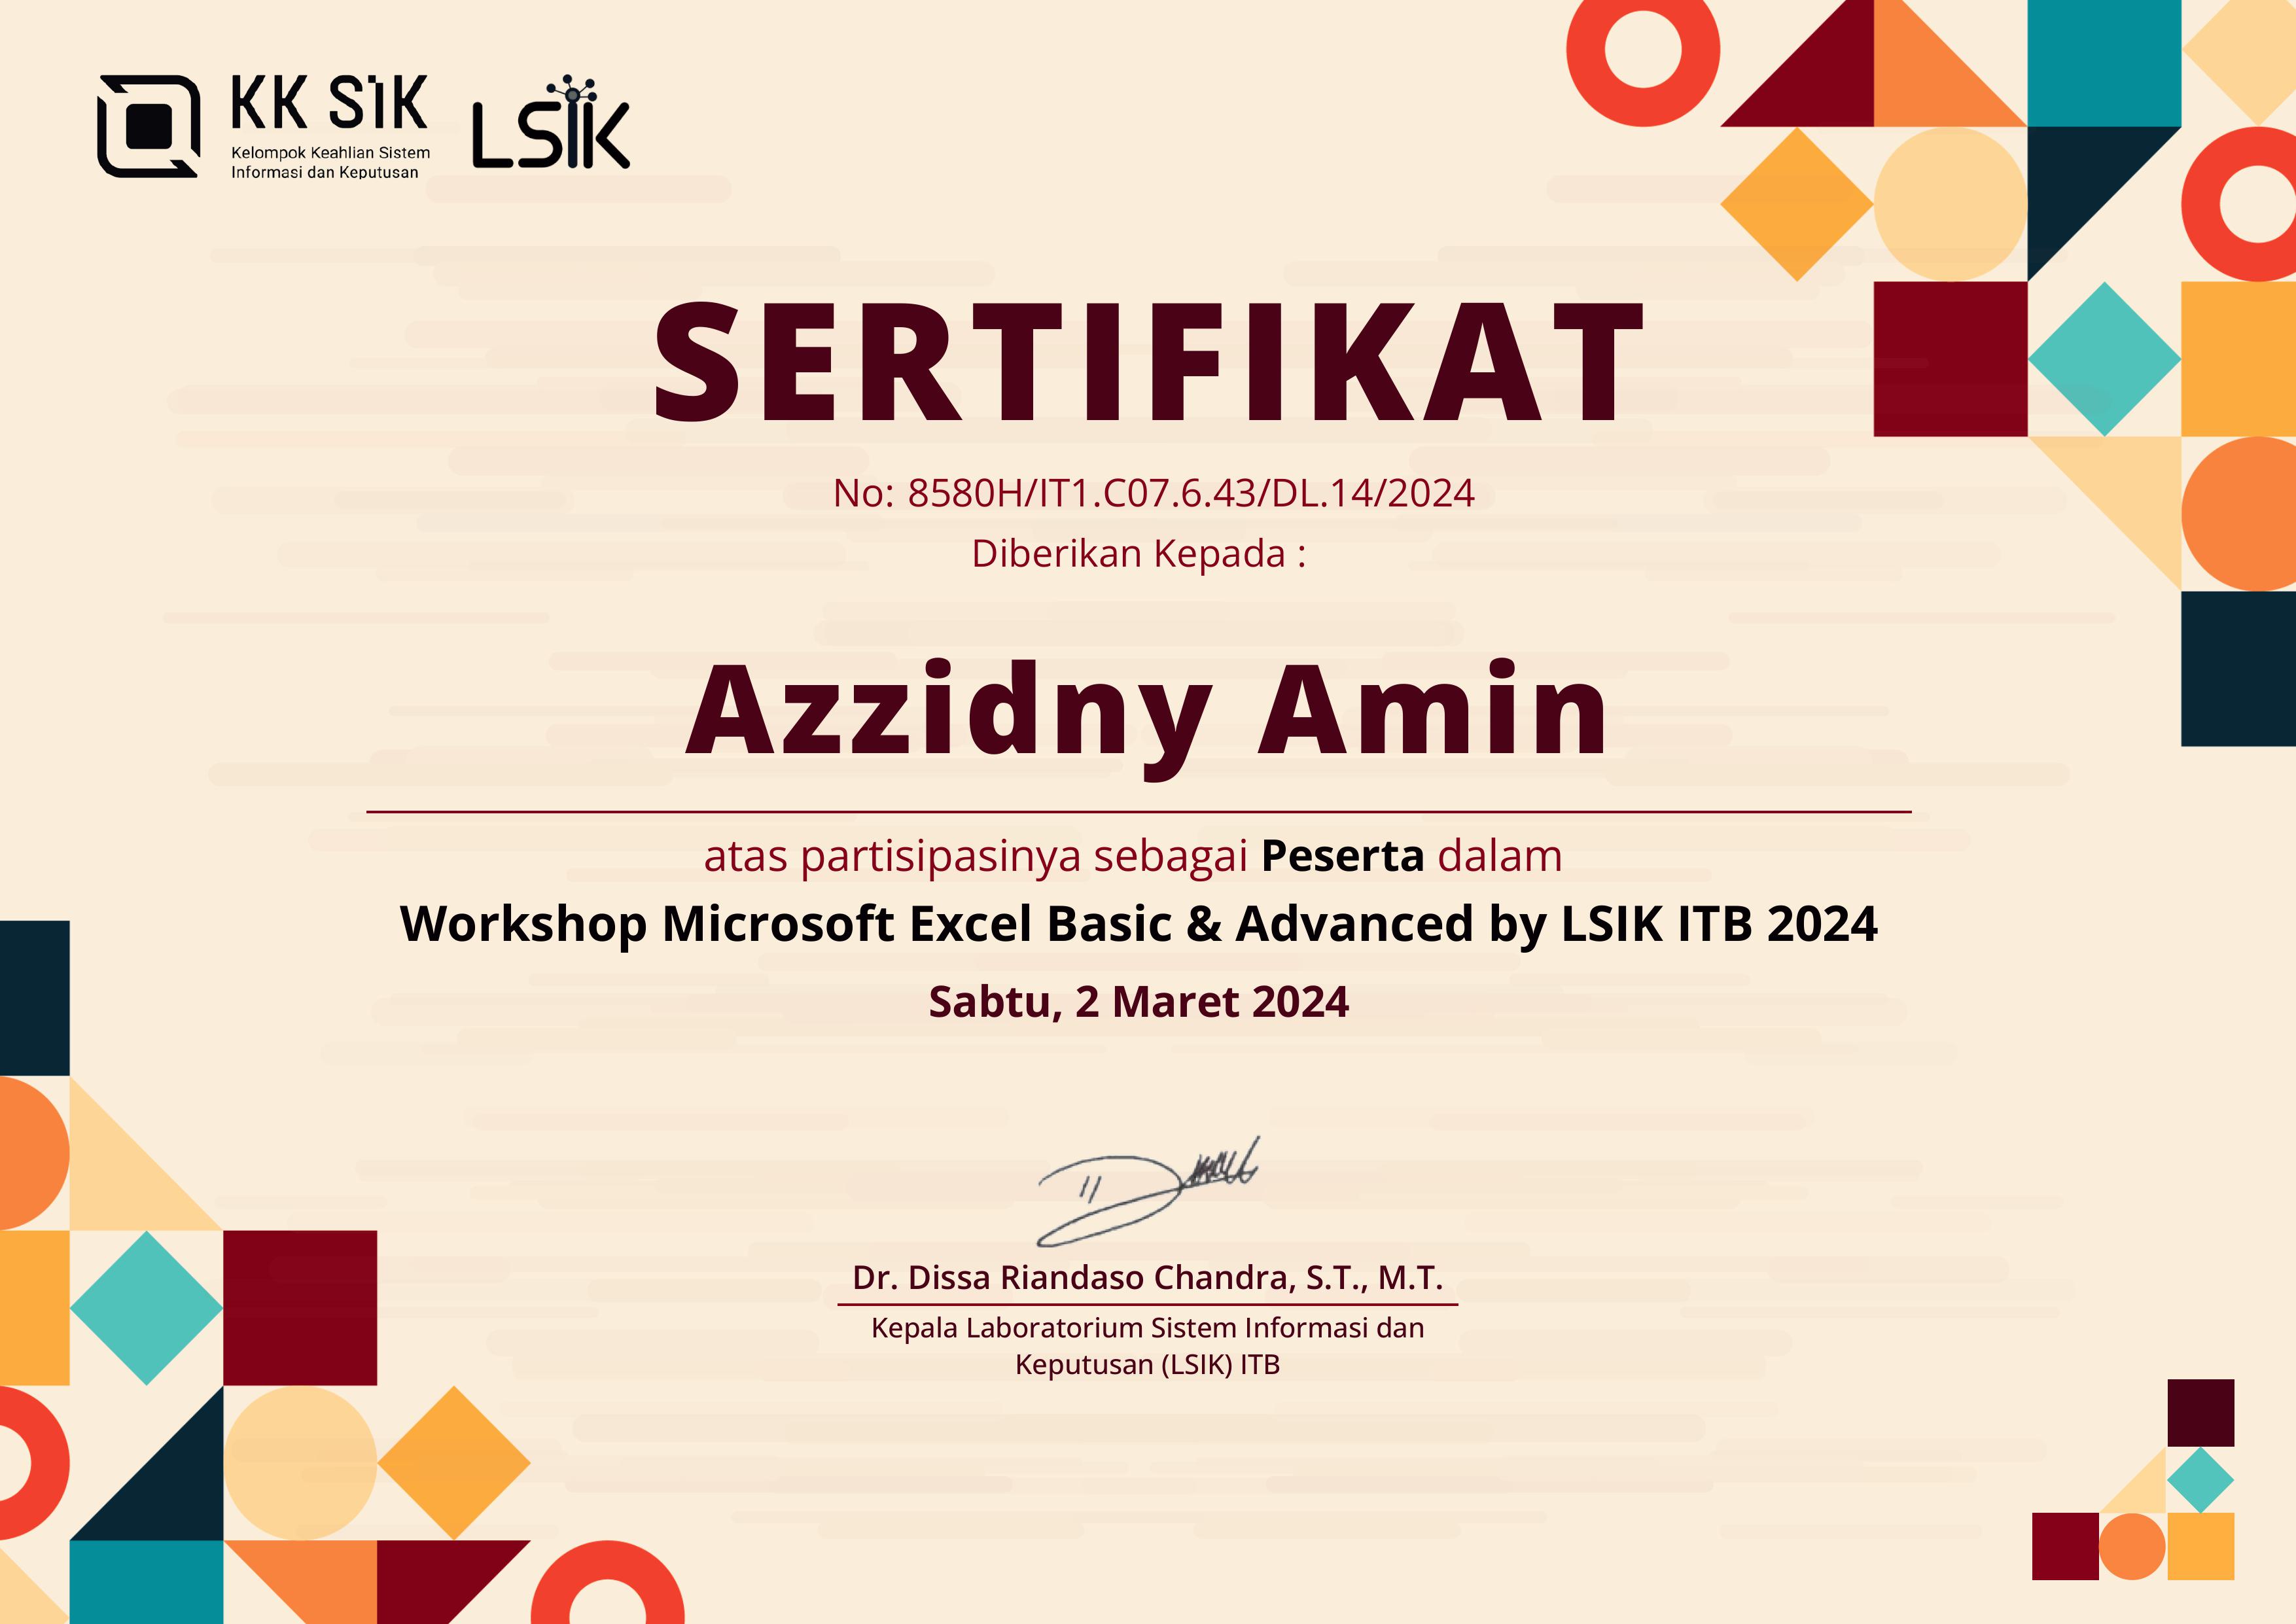 KK SIK
Kelompok Keahlian Sistem
Informasi dan Keputusan
LSIK
SERTIFIKAT
No: 8580H/IT1.C07.6.43/DL.14/2024
Diberikan Kepada :
Azzidny Amin
atas partisipasinya sebagai Peserta dalam
Workshop Microsoft Excel Basic & Advanced by LSIK ITB 2024
Sabtu, 2 Maret 2024
Dr. Dissa Riandaso Chandra, S.T., M.T.
Kepala Laboratorium Sistem Informasi dan
Keputusan (LSIK) ITB